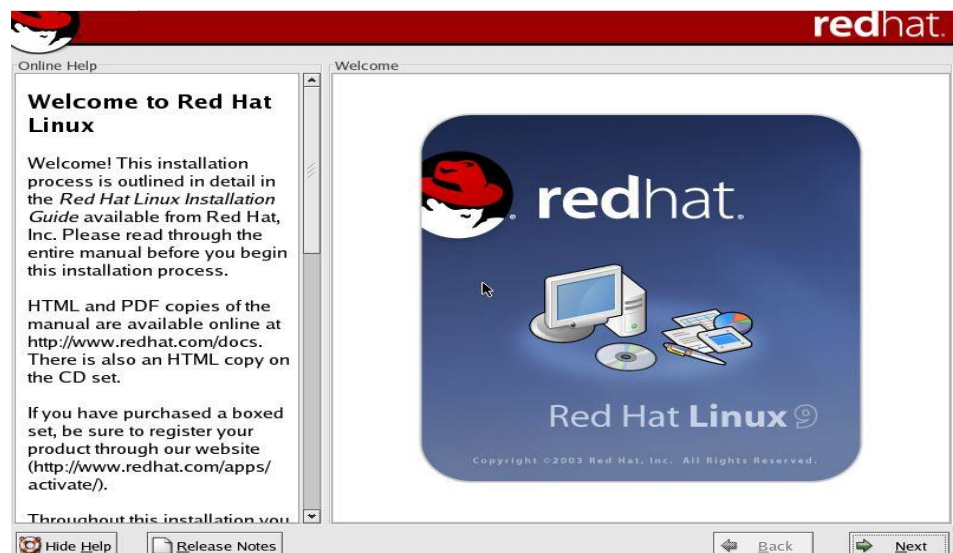 redhat.
Online Help
Welcome to Red Hat
Linux
Welcome! This installation
process is outlined in detail in
the Red Hat Linux Installation
Guide available from Red Hat,
Inc. Please read through the
entire manual before you begin
this installation process.
HTML and PDF copies of the
manual are available online at
http://www.redhat.com/docs.
There is also an HTML copy on
the CD set.
If you have purchased a boxed
set, be sure to register your
product through our website
(http://www.redhat.com/apps/
activate/).
Throughout this installation you
Welcome
redhat.
Red Hat Linux 9
Copyright ©2003 Red Hat, Inc. All Rights Reserved.
Hide Help
Release Notes
Back
Next